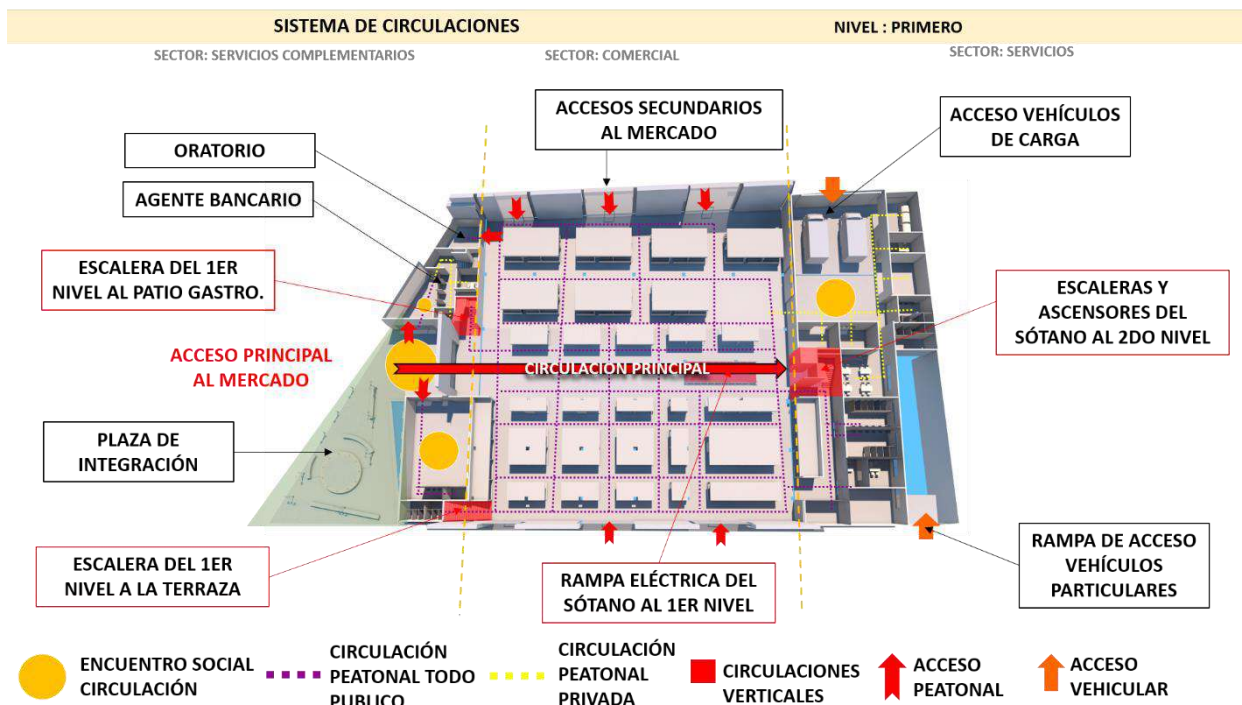 SISTEMA DE CIRCULACIONES
NIVEL : PRIMERO
SECTOR: SERVICIOS COMPLEMENTARIOS
SECTOR: COMERCIAL
SECTOR: SERVICIOS
ACCESOS SECUNDARIOS
AL MERCADO
ACCESO VEHÍCULOS
DE CARGA
ORATORIO
AGENTE BANCARIO
ESCALERA DEL 1ER
NIVEL AL PATIO GASTRO.
ESCALERAS Y
ASCENSORES DEL
SÓTANO AL 2DO NIVEL
ACCESO PRINCIPAL
AL MERCADO
CIRCULACION PRINCIPAL
PLAZA DE
INTEGRACIÓN
ESCALERA DEL 1ER
NIVEL A LA TERRAZA
RAMPA ELÉCTRICA DEL
SÓTANO AL 1ER NIVEL
RAMPA DE ACCESO
VEHÍCULOS
PARTICULARES
ENCUENTRO SOCIAL
CIRCULACIÓN
CIRCULACIÓN
PEATONAL TODO
PUBLICO
CIRCULACIÓN
PEATONAL
PRIVADA
CIRCULACIONES
VERTICALES
ACCESO
PEATONAL
ACCESO
VEHICULAR